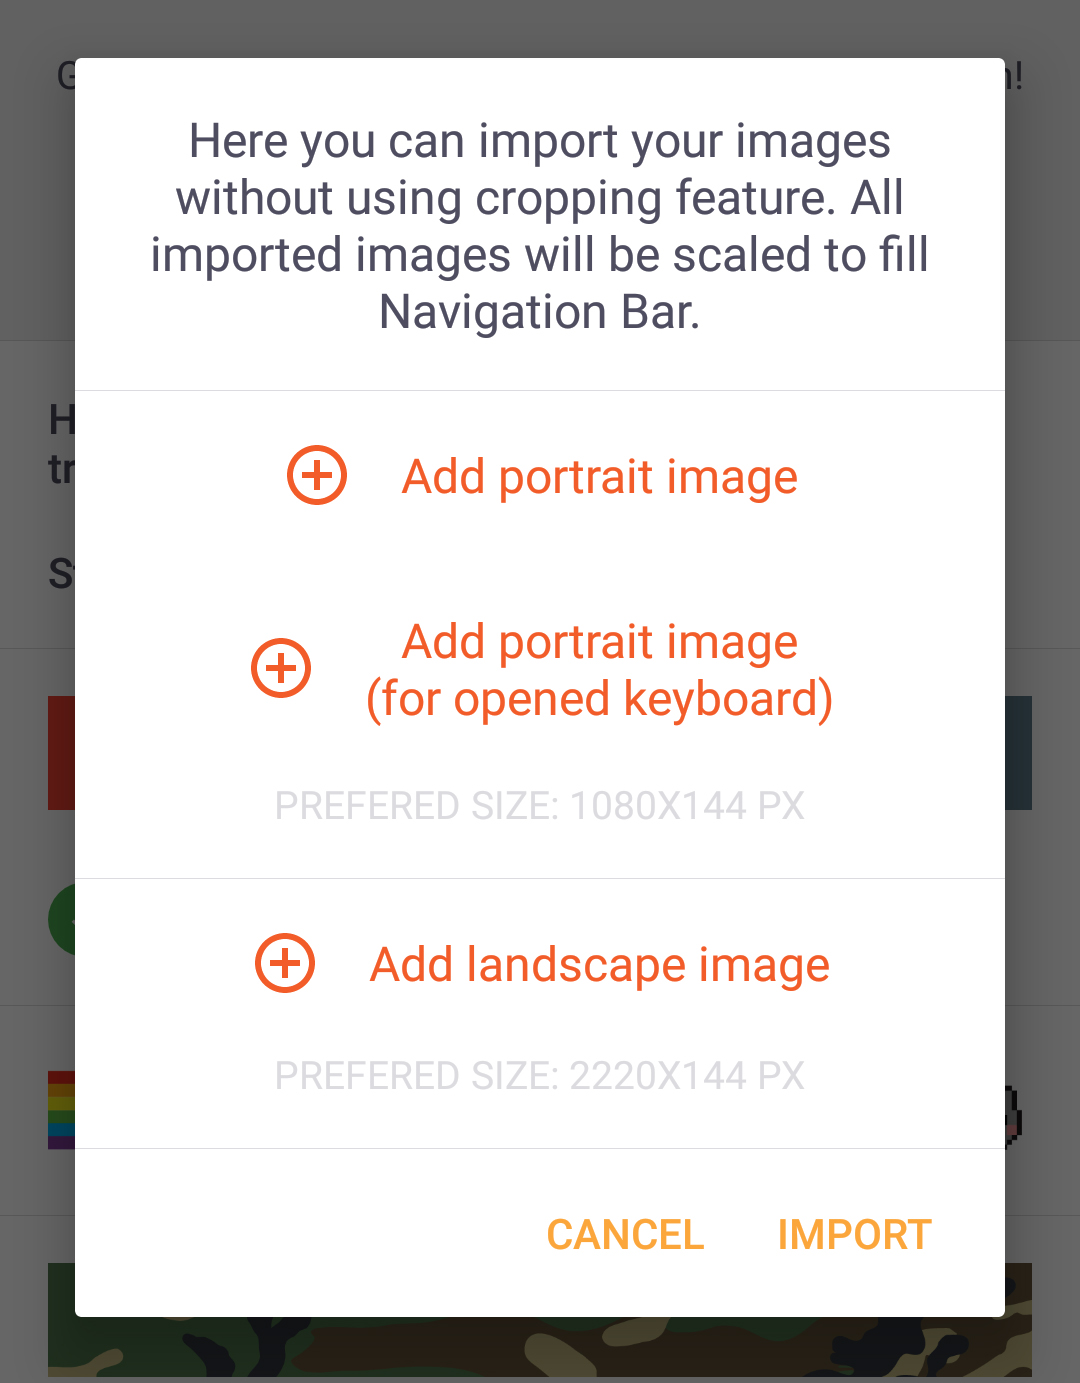 Here you can import your images
without using cropping feature. All
imported images will be scaled to fill
Navigation Bar.
Add portrait image
Add portrait image
(for opened keyboard)
PREFERED SIZE: 1080X144 PX
Add landscape image
PREFERED SIZE: 2220X144 PX
CANCEL IMPORT